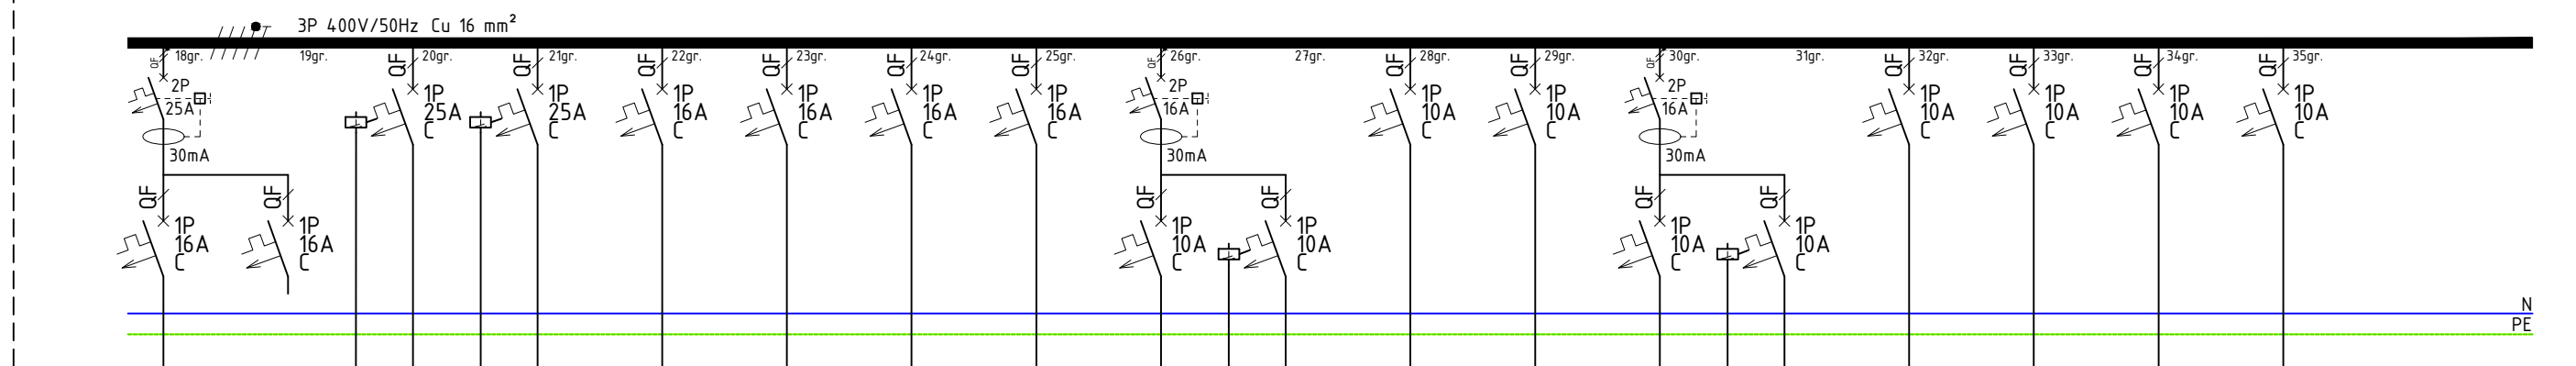 3P 400V/50Hz Cu 16 mm²
QF 18gr. 19gr. QF 20gr. QF 21gr. QF 22gr. QF 23gr. QF 24gr. QF 25gr. QF 26gr. 27gr. QF 28gr. QF 29gr. QF 30gr. 31gr. QF 32gr. QF 33gr. QF 34gr. QF 35gr.
2P 1P 1P 1P 1P 1P 1P 2P 1P 1P 2P 1P 1P 1P 1P
25A 25A 25A 16A 16A 16A 16A 16A 10A 10A 16A 10A 10A 10A 10A
C C C C C C C C C C C C
30mA 30mA 30mA
QF QF QF QF QF QF
1P 1P 1P 1P 1P 1P
16A 16A 10A 10A 10A 10A
C C C C C C
N
PE